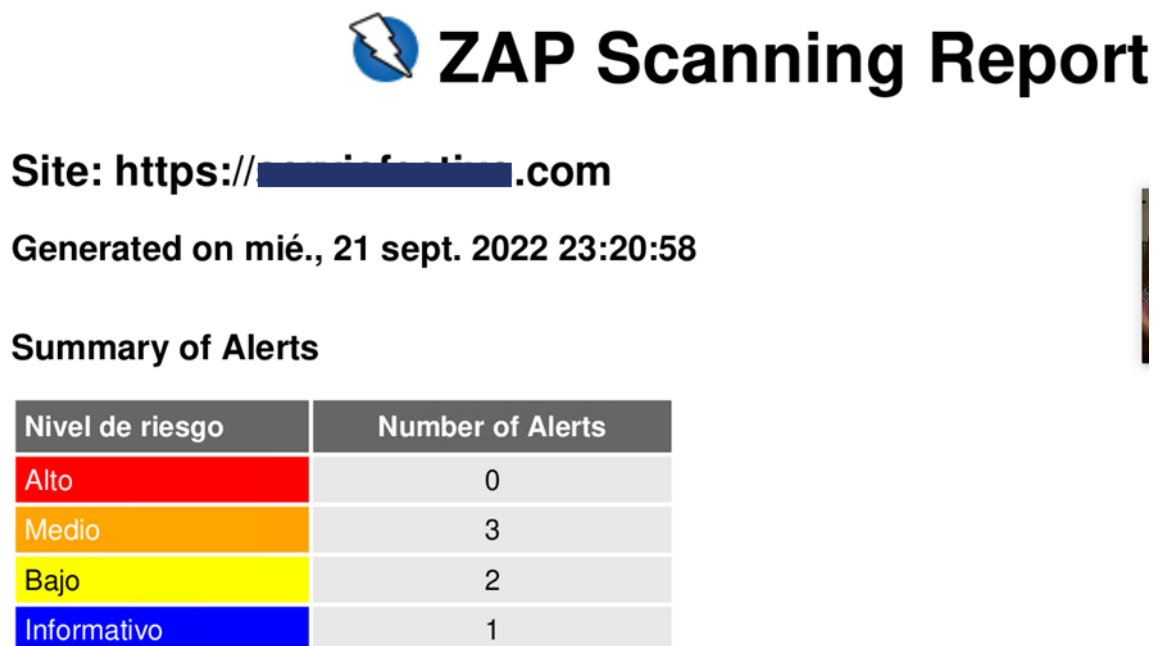 ZAP Scanning Report
Site: https:// .com
Generated on mié., 21 sept. 2022 23:20:58
Summary of Alerts
Nivel de riesgo Number of Alerts
Alto 0
Medio 3
Bajo 2
Informativo 1